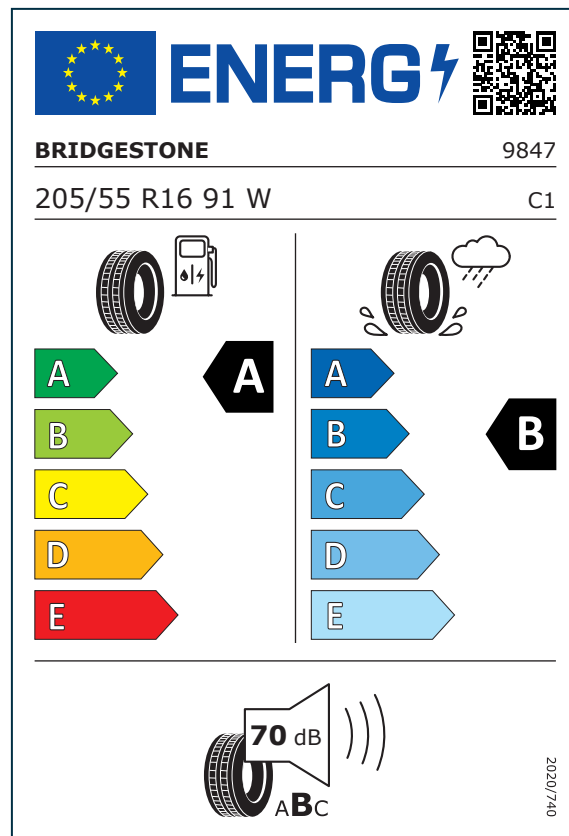 ENERG
BRIDGESTONE 9847
205/55 R16 91 W C1
A A A
B B B
C C
D D
E E
70 dB
ABC
2020/740